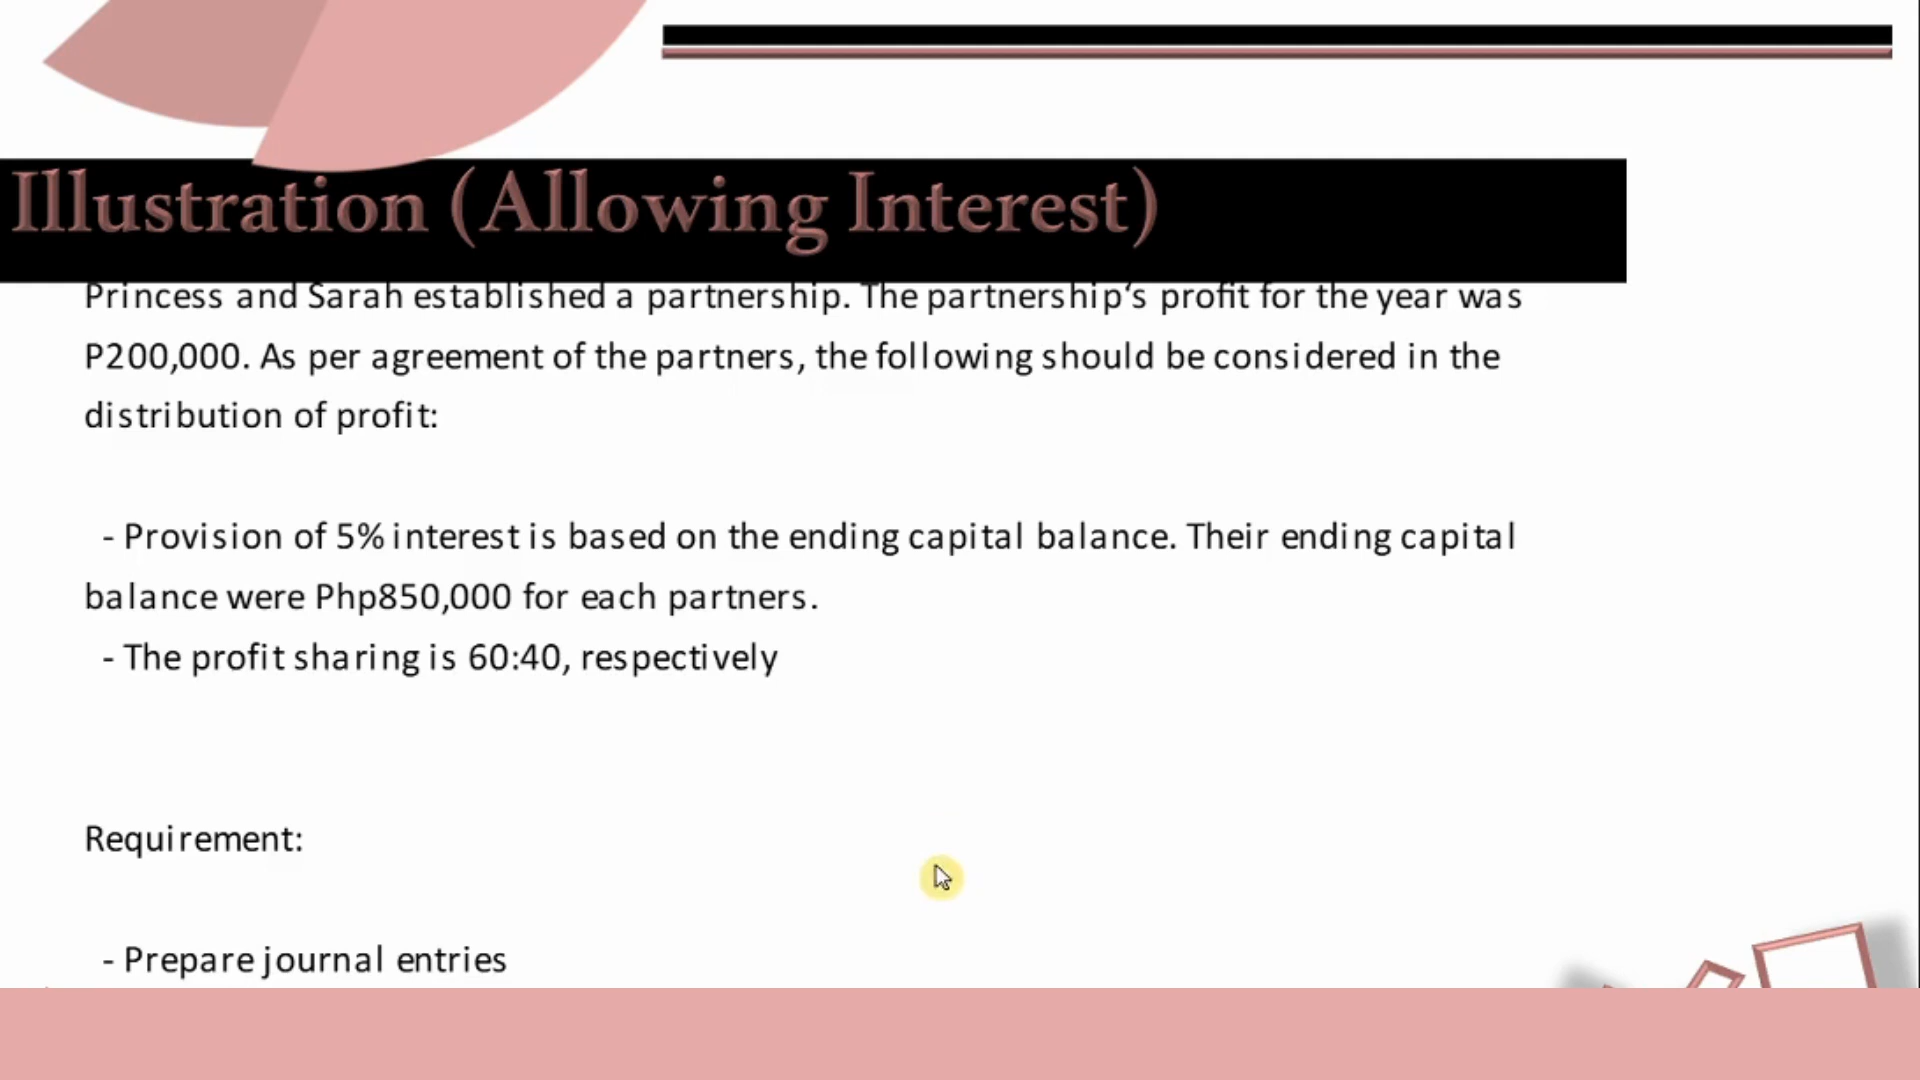 Illustration (Allowing Interest)
Princess and Sarah established a partnership. The partnership‘s profit for the year was
P200,000. As per agreement of the partners, the following should be considered in the
distribution of profit:
- Provision of 5% interest is based on the ending capital balance. Their ending capital
balance were Php850,000 for each partners.
- The profit sharing is 60:40, respectively
Requirement:
- Prepare journal entries